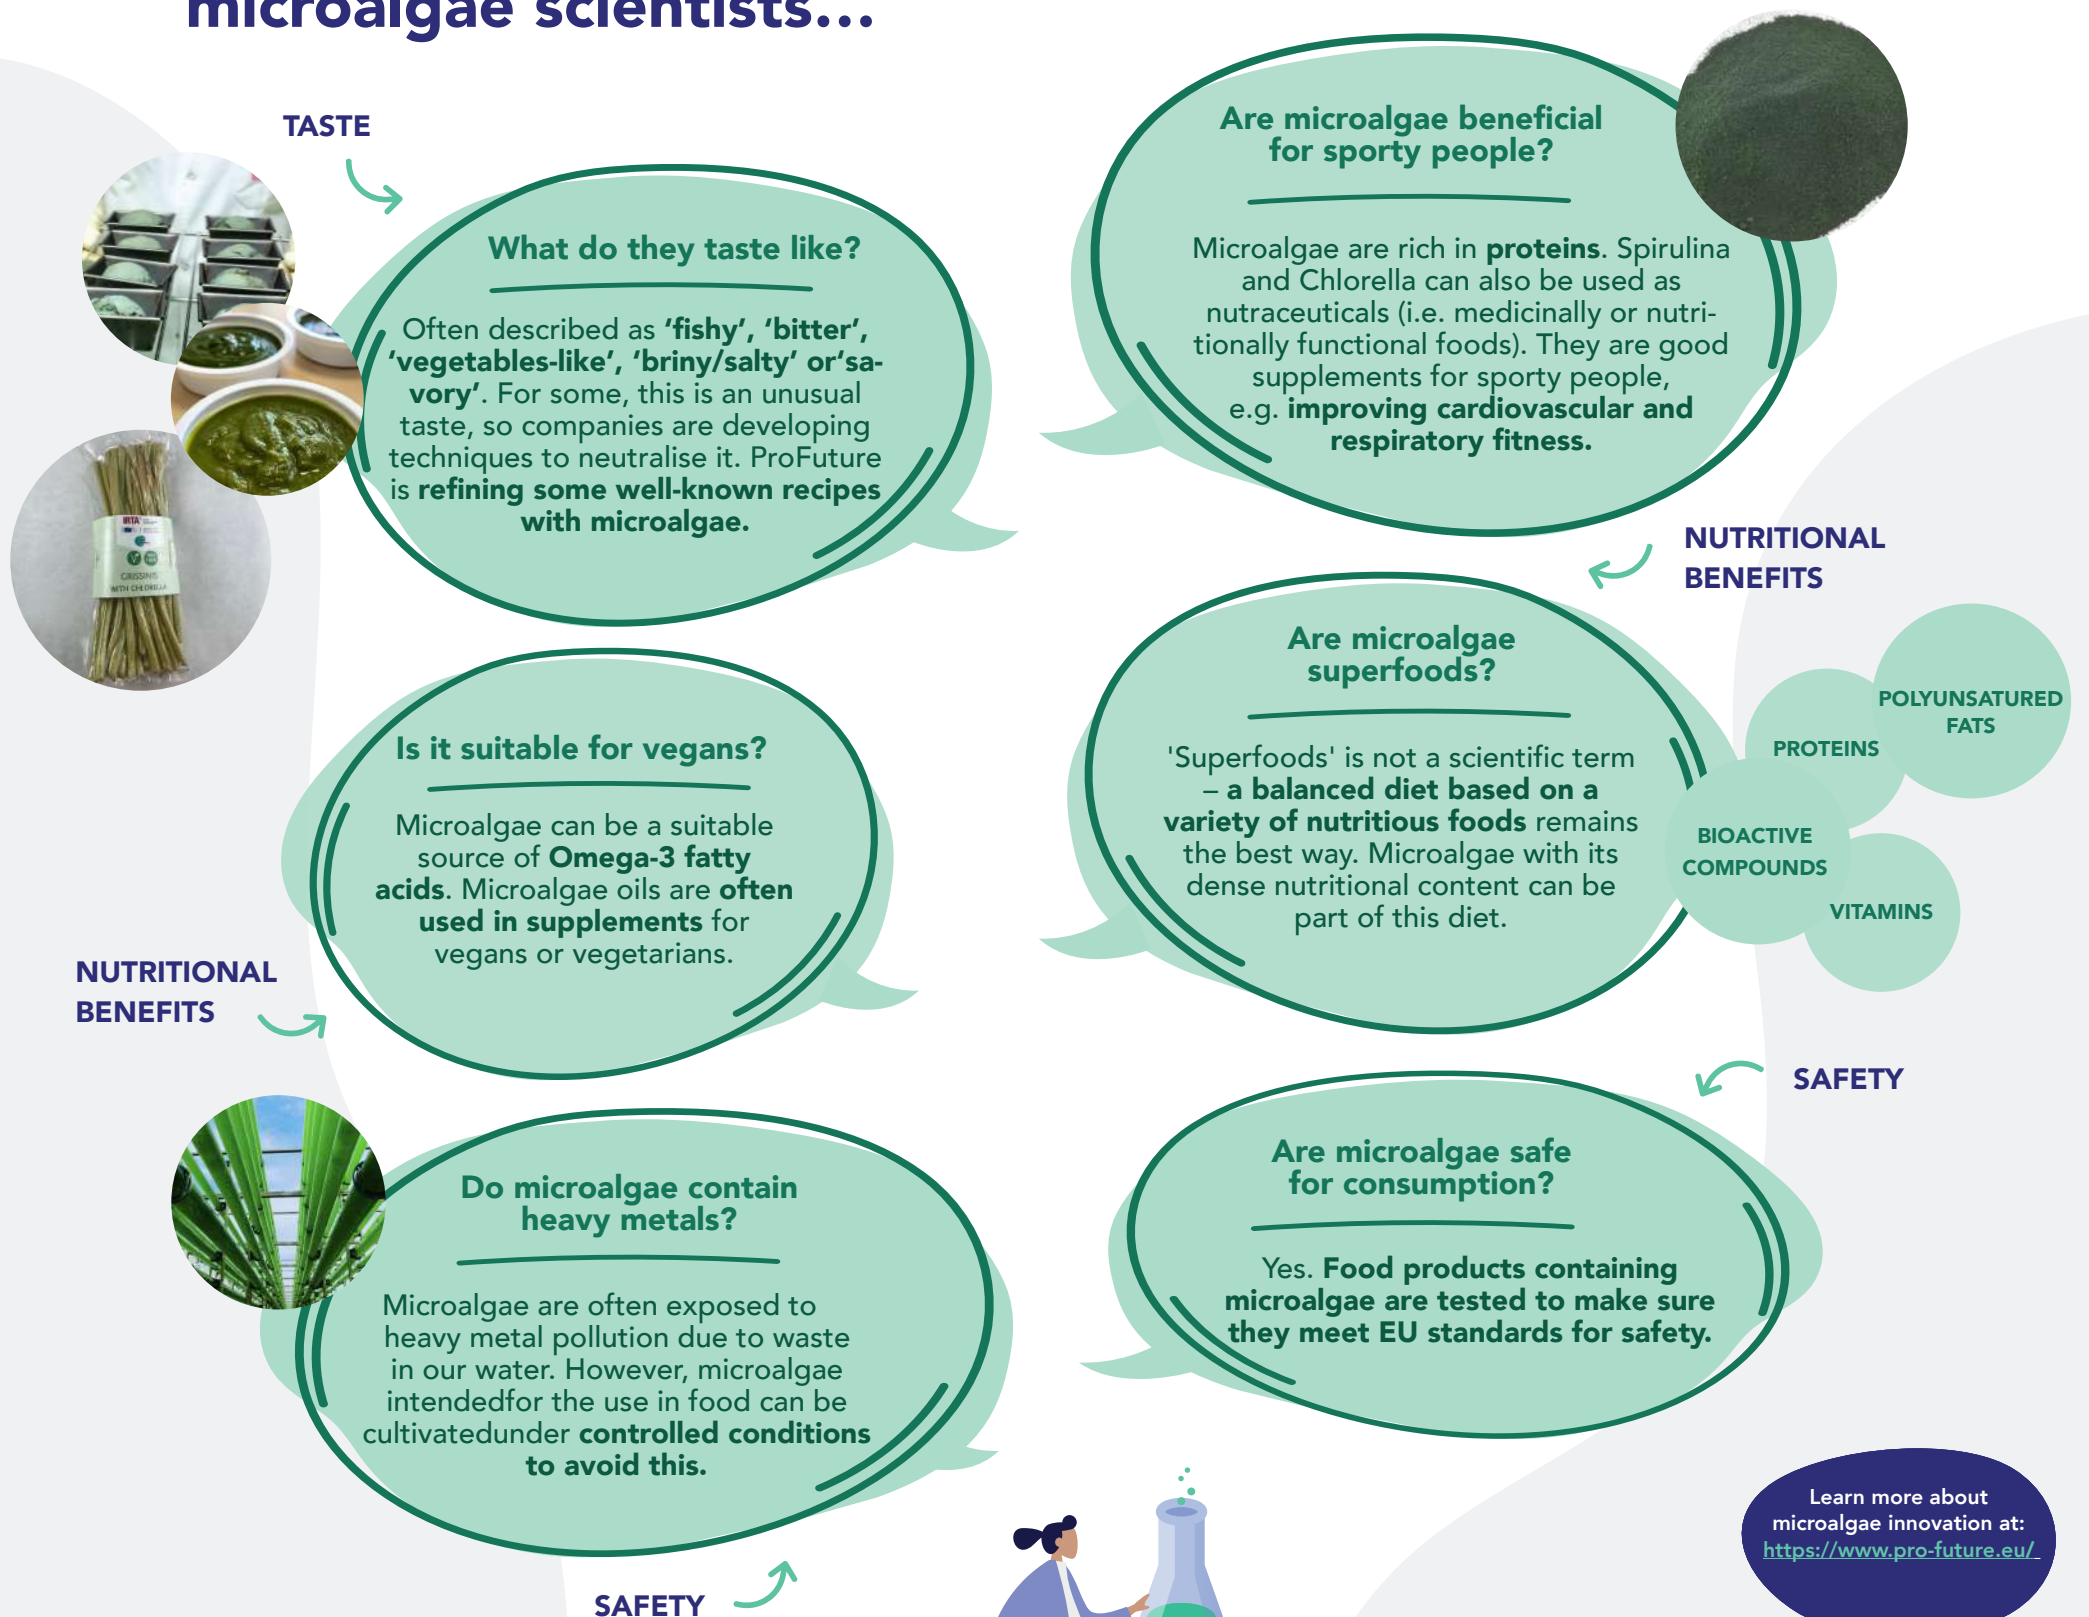 microalgae scientists...
TASTE
What do they taste like?
Often described as ‘fishy’, ‘bitter’,
‘vegetables-like’, ‘briny/salty’ or‘sa-
vory’. For some, this is an unusual
taste, so companies are developing
techniques to neutralise it. ProFuture
is refining some well-known recipes
with microalgae.
IRTA
GRISSINIS
WITH CHLORELLA
Is it suitable for vegans?
Microalgae can be a suitable
source of Omega-3 fatty
acids. Microalgae oils are often
used in supplements for
vegans or vegetarians.
NUTRITIONAL
BENEFITS
Do microalgae contain
heavy metals?
Microalgae are often exposed to
heavy metal pollution due to waste
in our water. However, microalgae
intendedfor the use in food can be
cultivatedunder controlled conditions
to avoid this.
SAFETY
Are microalgae beneficial
for sporty people?
Microalgae are rich in proteins. Spirulina
and Chlorella can also be used as
nutraceuticals (i.e. medicinally or nutri-
tionally functional foods). They are good
supplements for sporty people,
e.g. improving cardiovascular and
respiratory fitness.
NUTRITIONAL
BENEFITS
Are microalgae
superfoods?
'Superfoods' is not a scientific term
– a balanced diet based on a
variety of nutritious foods remains
the best way. Microalgae with its
dense nutritional content can be
part of this diet.
POLYUNSATURED
FATS
PROTEINS
BIOACTIVE
COMPOUNDS
VITAMINS
SAFETY
Are microalgae safe
for consumption?
Yes. Food products containing
microalgae are tested to make sure
they meet EU standards for safety.
Learn more about
microalgae innovation at:
https://www.pro-future.eu/